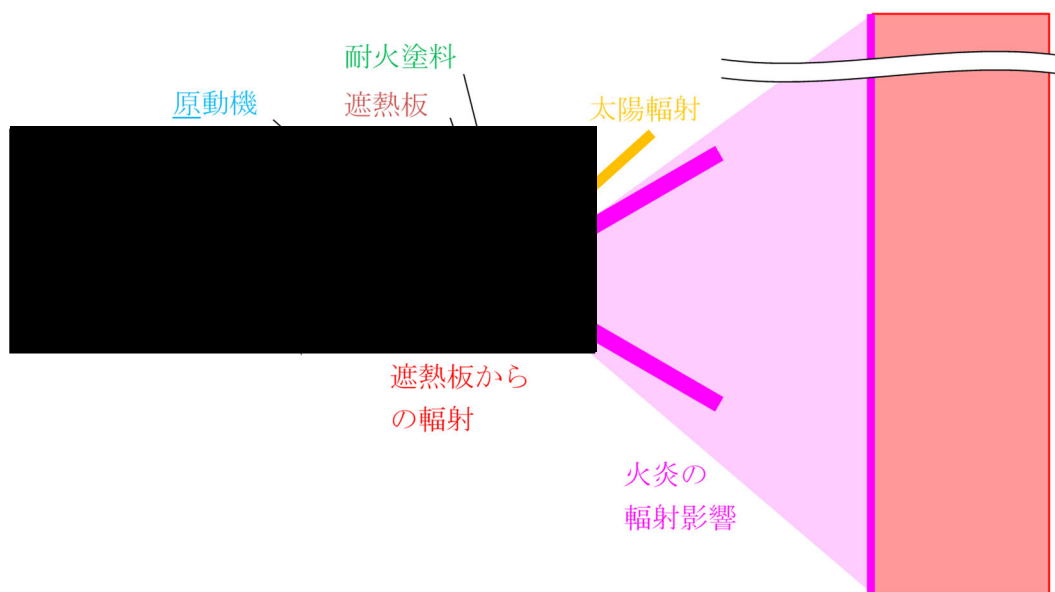 耐火塗料
原動機
遮熱板
太陽輻射
遮熱板から
の輻射
火炎の
輻射影響